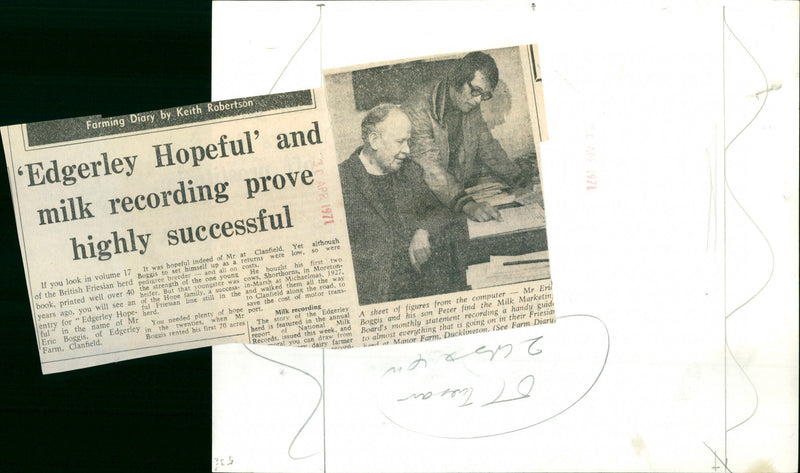 Farming Diary by Keith Robertson
'Edgerley Hopeful' and
milk recording prove
highly successful
If you look in volume 17
of the British Friesian herd
book, printed well over 40
years ago, you will see an
entry for "Edgerley Hope-
ful" in the name of Mr
Eric Boggis, of Edgerley
Farm, Clanfield.
It was hopeful indeed of Mr
Boggis to set himself up as a
pedigree breeder — and all on
the strength of the one young
heifer. But that youngster was
of the Hope family, a success-
ful Friesian line still in the
herd.
You needed plenty of hope
in the twenties, when Mr
Boggis rented his first 70 acres
at Clanfield. Yet although
returns were low, so were
costs.
He bought his first two
cows, Shorthorns, in Moreton-
in-Marsh at Michaelmas, 1927,
and walked them all the way
to Clanfield along the road, to
save the cost of motor trans-
port.
Milk recording
The story of the Edgerley
herd is featured in the annual
report of National Milk
Records, issued this week, and
you can draw from
dairy farmer
APR 1971
A sheet of figures from the computer — Mr Eric
Boggis and his son Peter find the Milk Marketing
Board's monthly statement recording a handy guide
to almost everything that is going on in their Friesian
herd at Manor Farm, Ducklington. (See Farm Diary
APR 1971